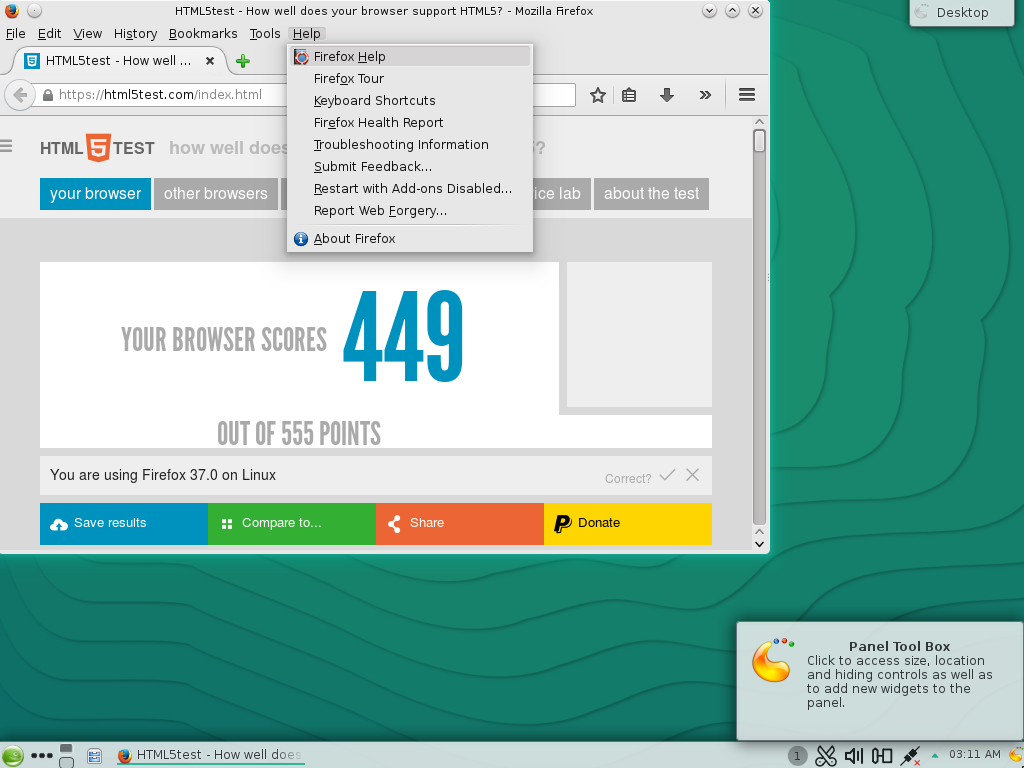 HTML5test - How well does your browser support HTML5? - Mozilla Firefox
Desktop
File Edit View History Bookmarks Tools Help
HTML5test - How well ...
https://html5test.com/index.html
Firefox Help
Firefox Tour
Keyboard Shortcuts
Firefox Health Report
Troubleshooting Information
Submit Feedback...
Restart with Add-ons Disabled...
Report Web Forgery...
About Firefox
HTML 5 TEST how well does 5?
your browser other browsers lab about the test
YOUR BROWSER SCORES 449
OUT OF 555 POINTS
You are using Firefox 37.0 on Linux Correct?
Save results Compare to... Share Donate
Panel Tool Box
Click to access size, location
and hiding controls as well as
to add new widgets to the
panel.
HTML5test - How well does 1 03:11 AM